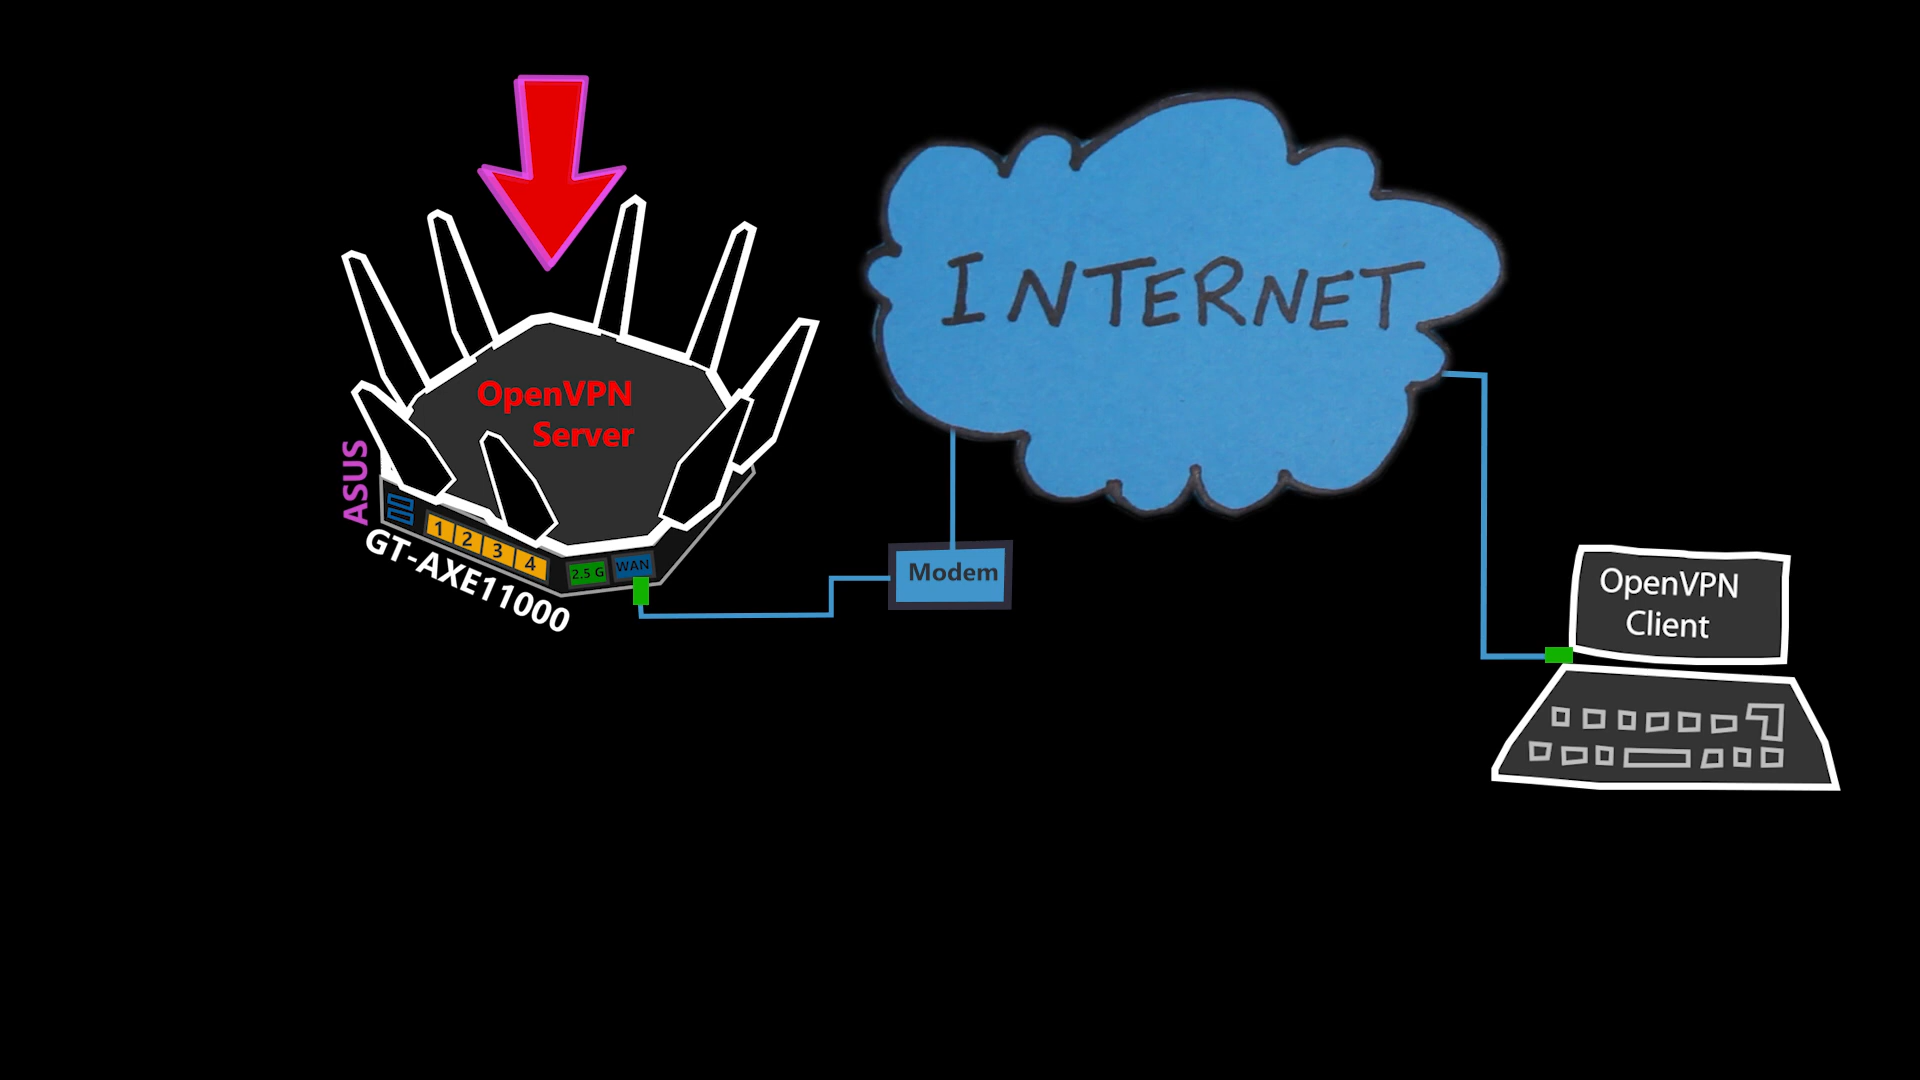 INTERNET
OpenVPN
Server
ASUS
1 2 3 4
2.5 G
WAN
GT-AXE11000
Modem
OpenVPN
Client